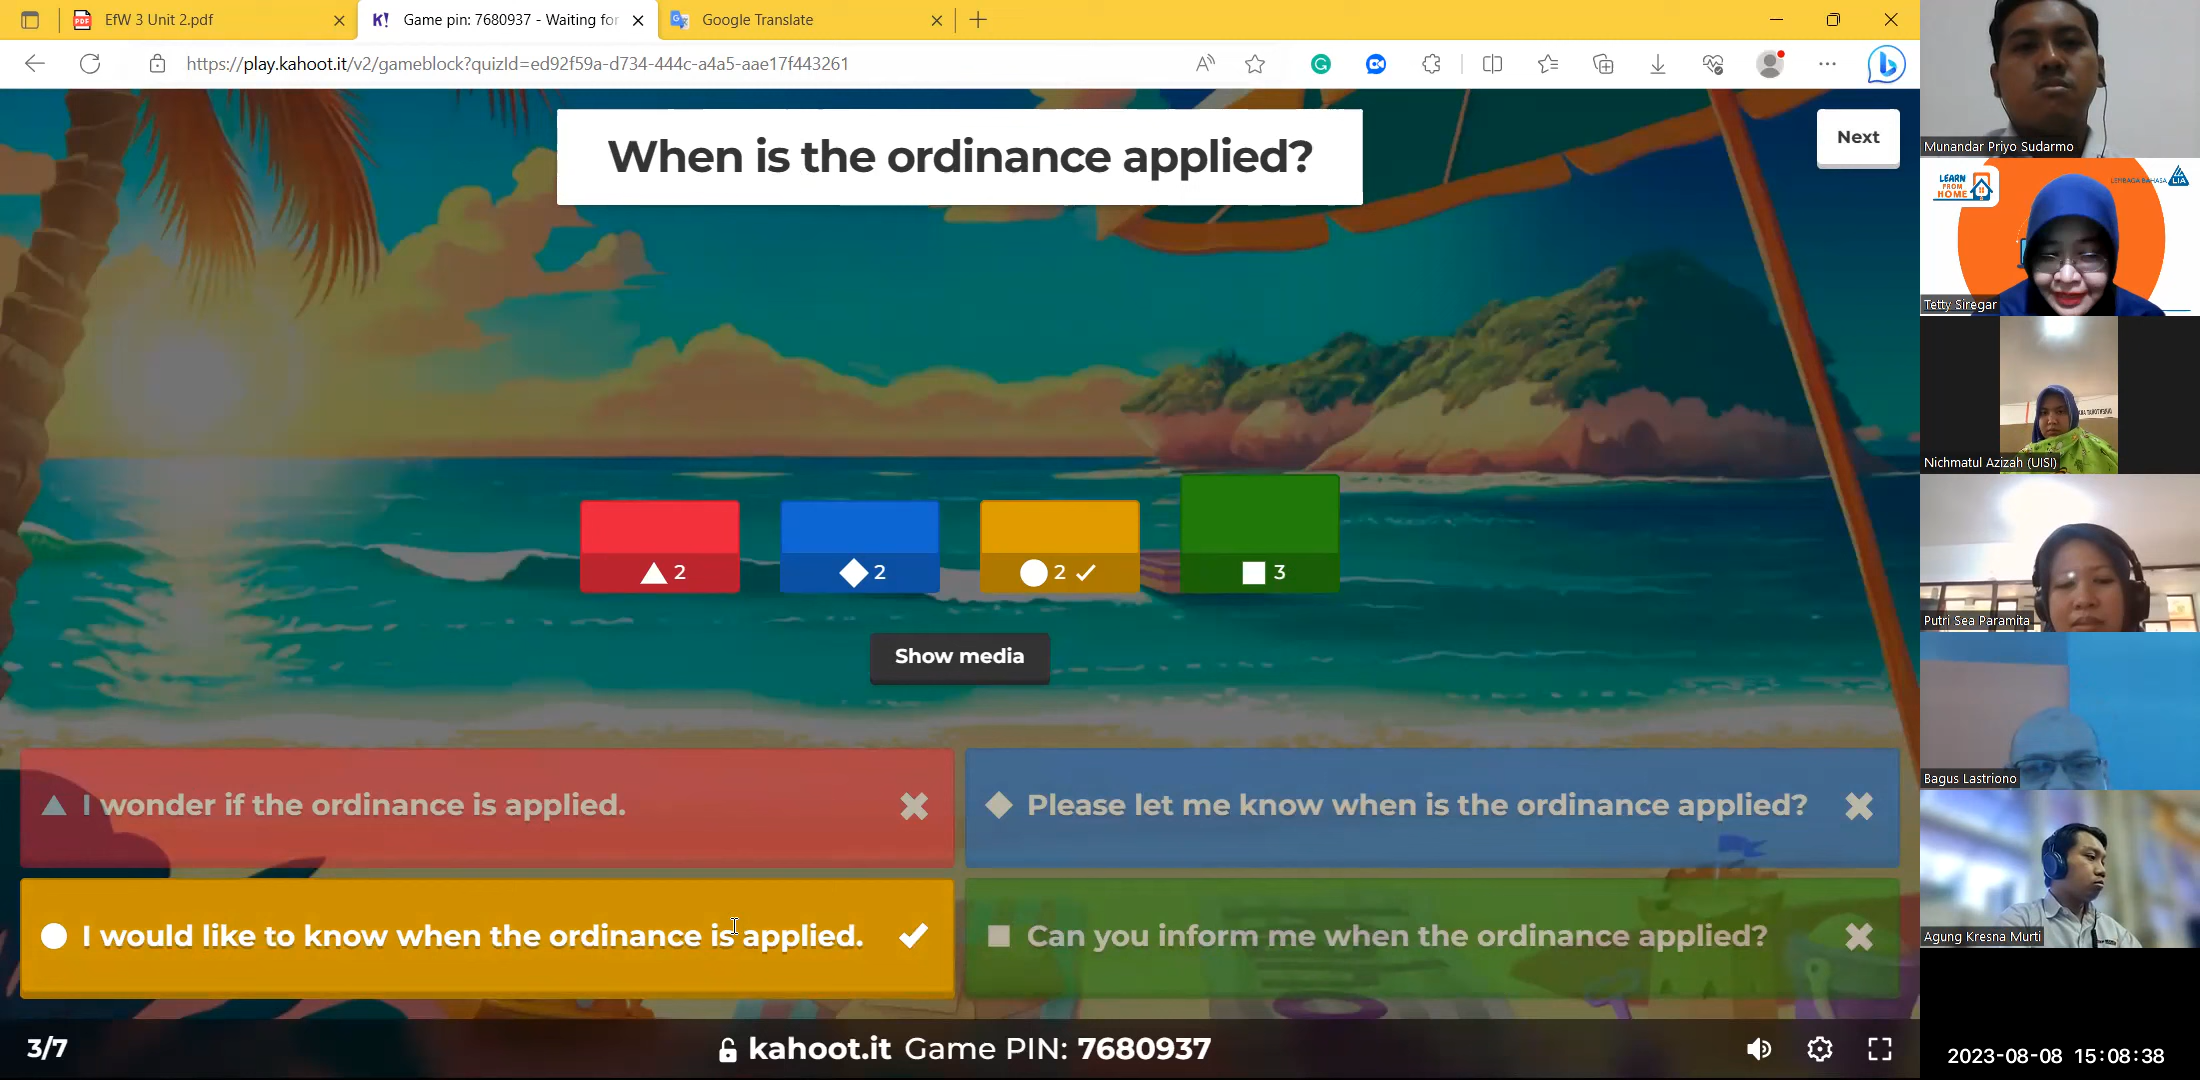 EfW 3 Unit 2.pdf
Game pin: 7680937 - Waiting for
Google Translate
https://play.kahoot.it/v2/gameblock?quizId=ed92f59a-d734-444c-a4a5-aae17f443261
When is the ordinance applied?
Next
2
2
2
3
Show media
I wonder if the ordinance is applied.
Please let me know when is the ordinance applied?
I would like to know when the ordinance is applied.
Can you inform me when the ordinance applied?
3/7
kahoot.it Game PIN: 7680937
Munandar Priyo Sudarmo
LEARN
FROM
HOME
LEMBAGA BAHASA LIA
Tetty Siregar
Nichmatul Azizah (UISI)
Putri Sea Paramita
Bagus Lastriono
Agung Kresna Murti
2023-08-08 15:08:38